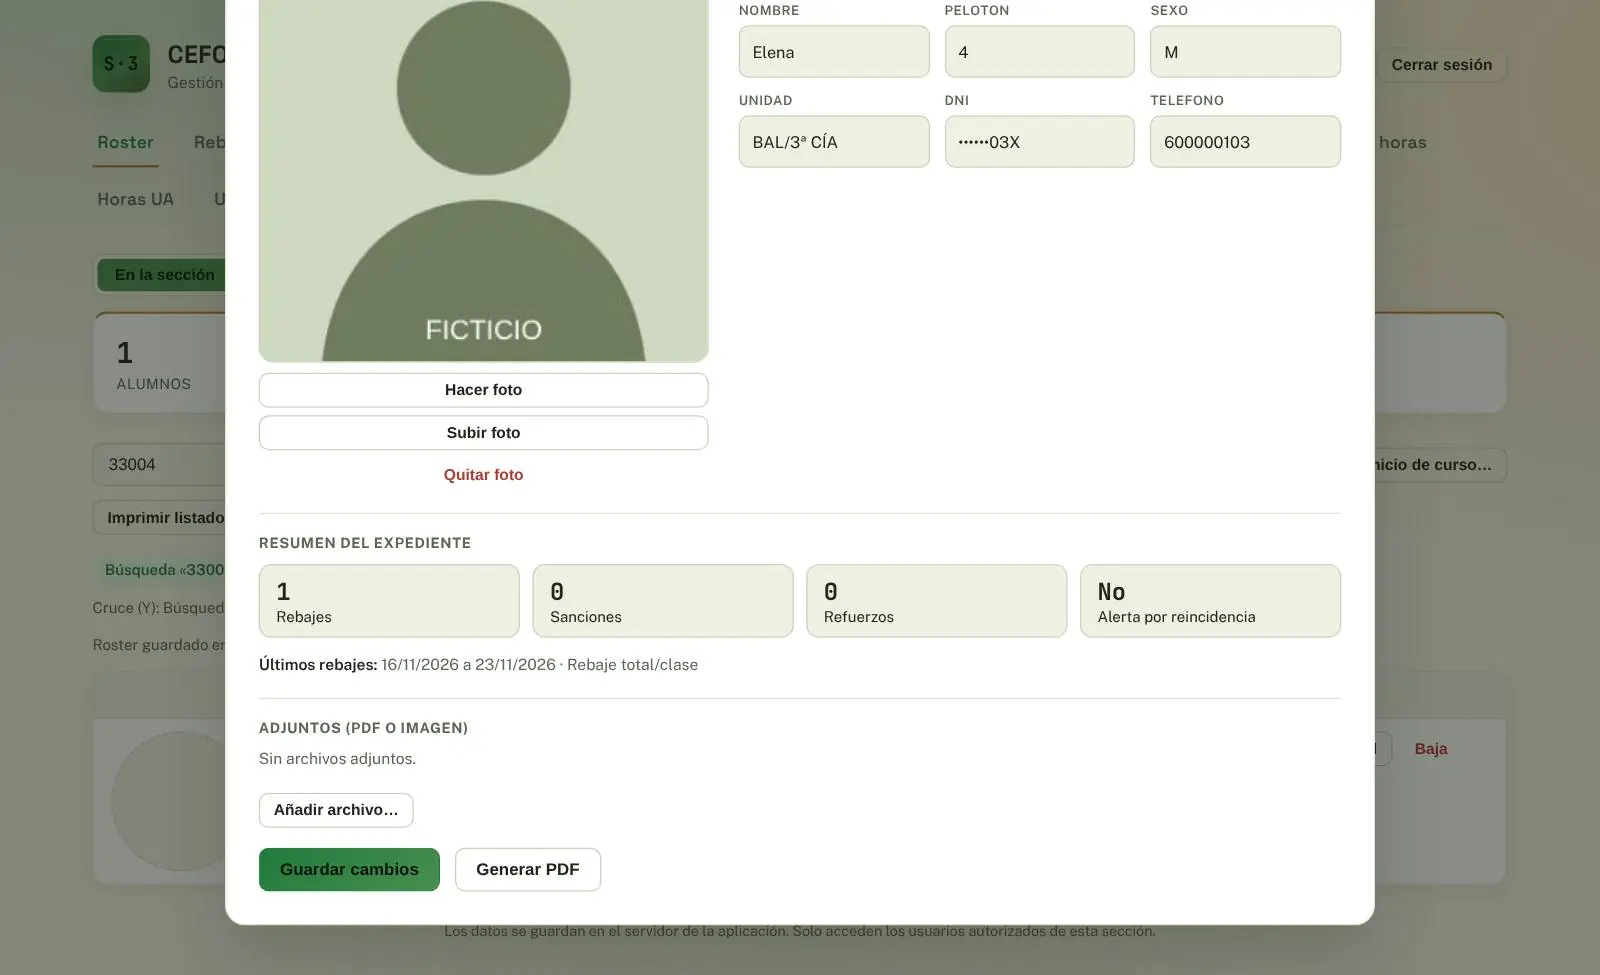 NOMBRE PELOTON SEXO
Elena 4 M
UNIDAD DNI TELEFONO
BAL/3ª CÍA ••••••03X 600000103
FICTICIO
Hacer foto
Subir foto
Quitar foto
RESUMEN DEL EXPEDIENTE
1 0 0 No
Rebajes Sanciones Refuerzos Alerta por reincidencia
Últimos rebajes: 16/11/2026 a 23/11/2026 · Rebaje total/clase
ADJUNTOS (PDF O IMAGEN)
Sin archivos adjuntos.
Añadir archivo...
Guardar cambios Generar PDF
S·3
CEFO
Gestión
Cerrar sesión
Roster Reb horas
Horas UA U
En la sección
1
ALUMNOS
33004 nicio de curso...
Imprimir listado
Búsqueda «3300
Cruce (Y): Búsqued
Roster guardado en
Baja
Los datos se guardan en el servidor de la aplicación. Solo acceden los usuarios autorizados de esta sección.